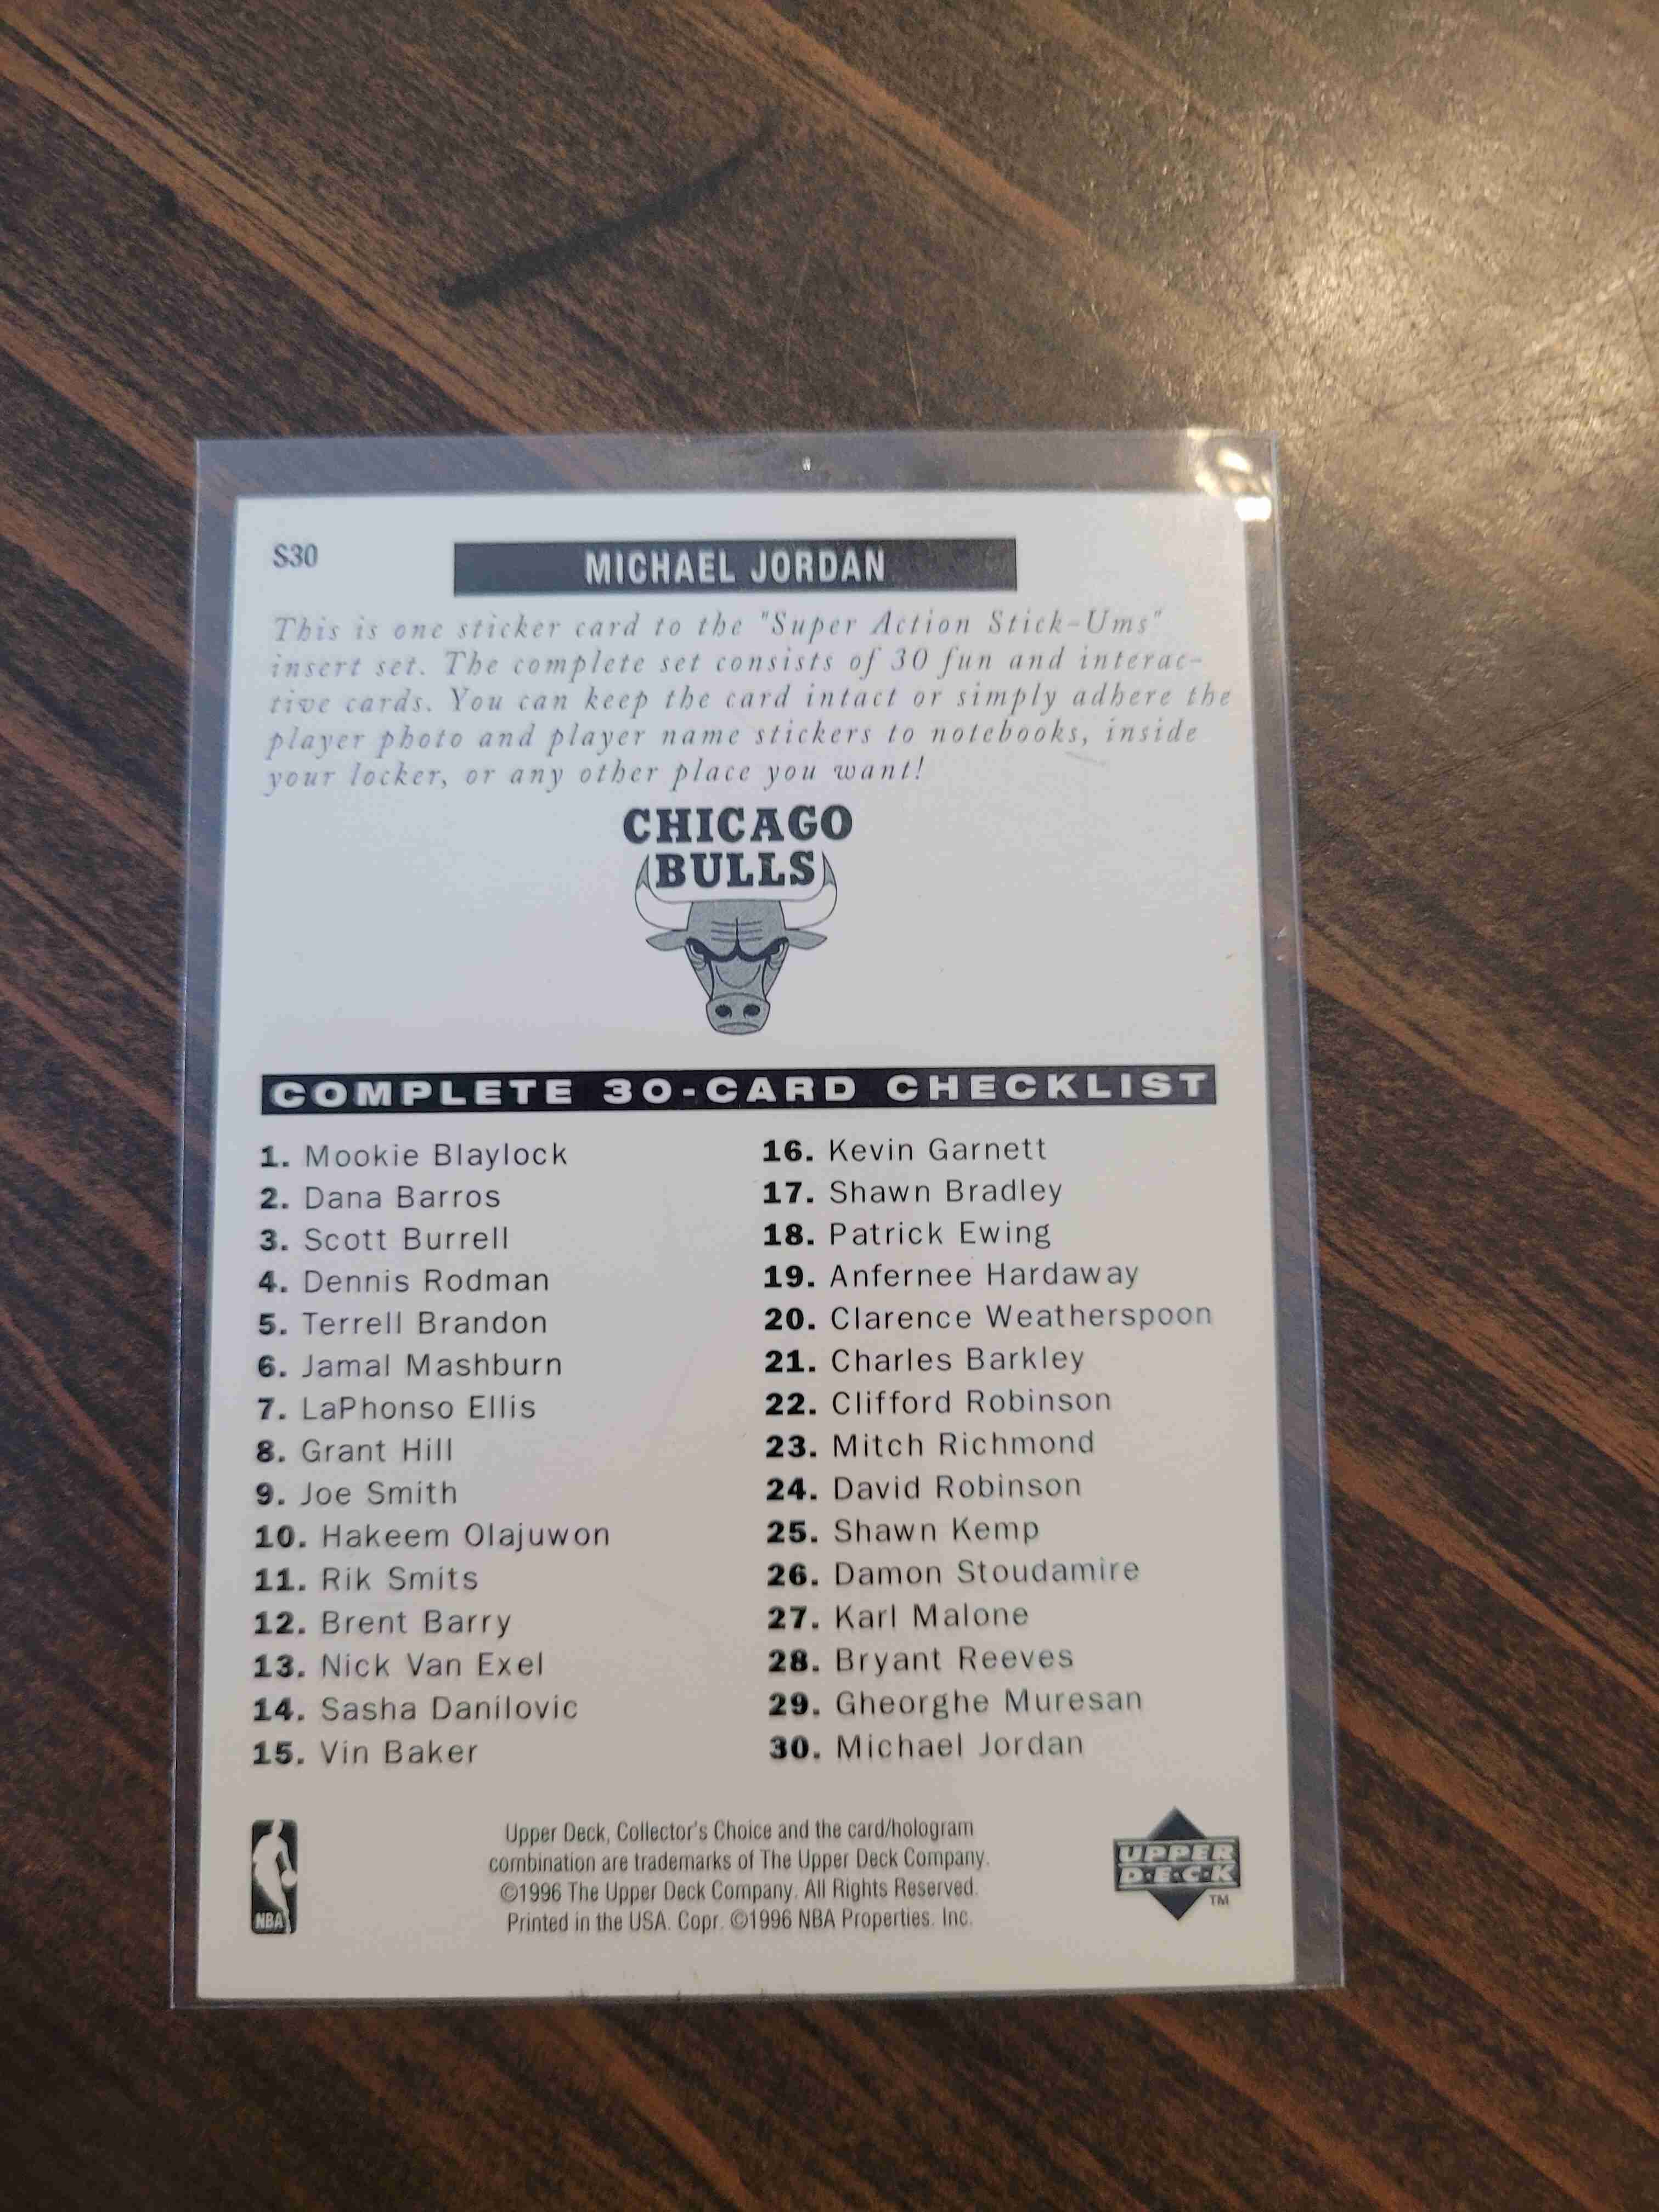 S30
MICHAEL JORDAN
This is one sticker card to the "Super Action Stick-Ums"
insert set. The complete set consists of 30 fun and interac-
tive cards. You can keep the card intact or simply adhere the
player photo and player name stickers to notebooks, inside
your locker, or any other place you want!
CHICAGO
BULLS
COMPLETE 30-CARD CHECKLIST
1. Mookie Blaylock
2. Dana Barros
3. Scott Burrell
4. Dennis Rodman
5. Terrell Brandon
6. Jamal Mashburn
7. LaPhonso Ellis
8. Grant Hill
9. Joe Smith
10. Hakeem Olajuwon
11. Rik Smits
12. Brent Barry
13. Nick Van Exel
14. Sasha Danilovic
15. Vin Baker
16. Kevin Garnett
17. Shawn Bradley
18. Patrick Ewing
19. Anfernee Hardaway
20. Clarence Weatherspoon
21. Charles Barkley
22. Clifford Robinson
23. Mitch Richmond
24. David Robinson
25. Shawn Kemp
26. Damon Stoudamire
27. Karl Malone
28. Bryant Reeves
29. Gheorghe Muresan
30. Michael Jordan
NBA
Upper Deck, Collector's Choice and the card/hologram
combination are trademarks of The Upper Deck Company.
©1996 The Upper Deck Company. All Rights Reserved.
Printed in the USA. Copr. ©1996 NBA Properties. Inc.
UPPER
D·E·C·K
TM